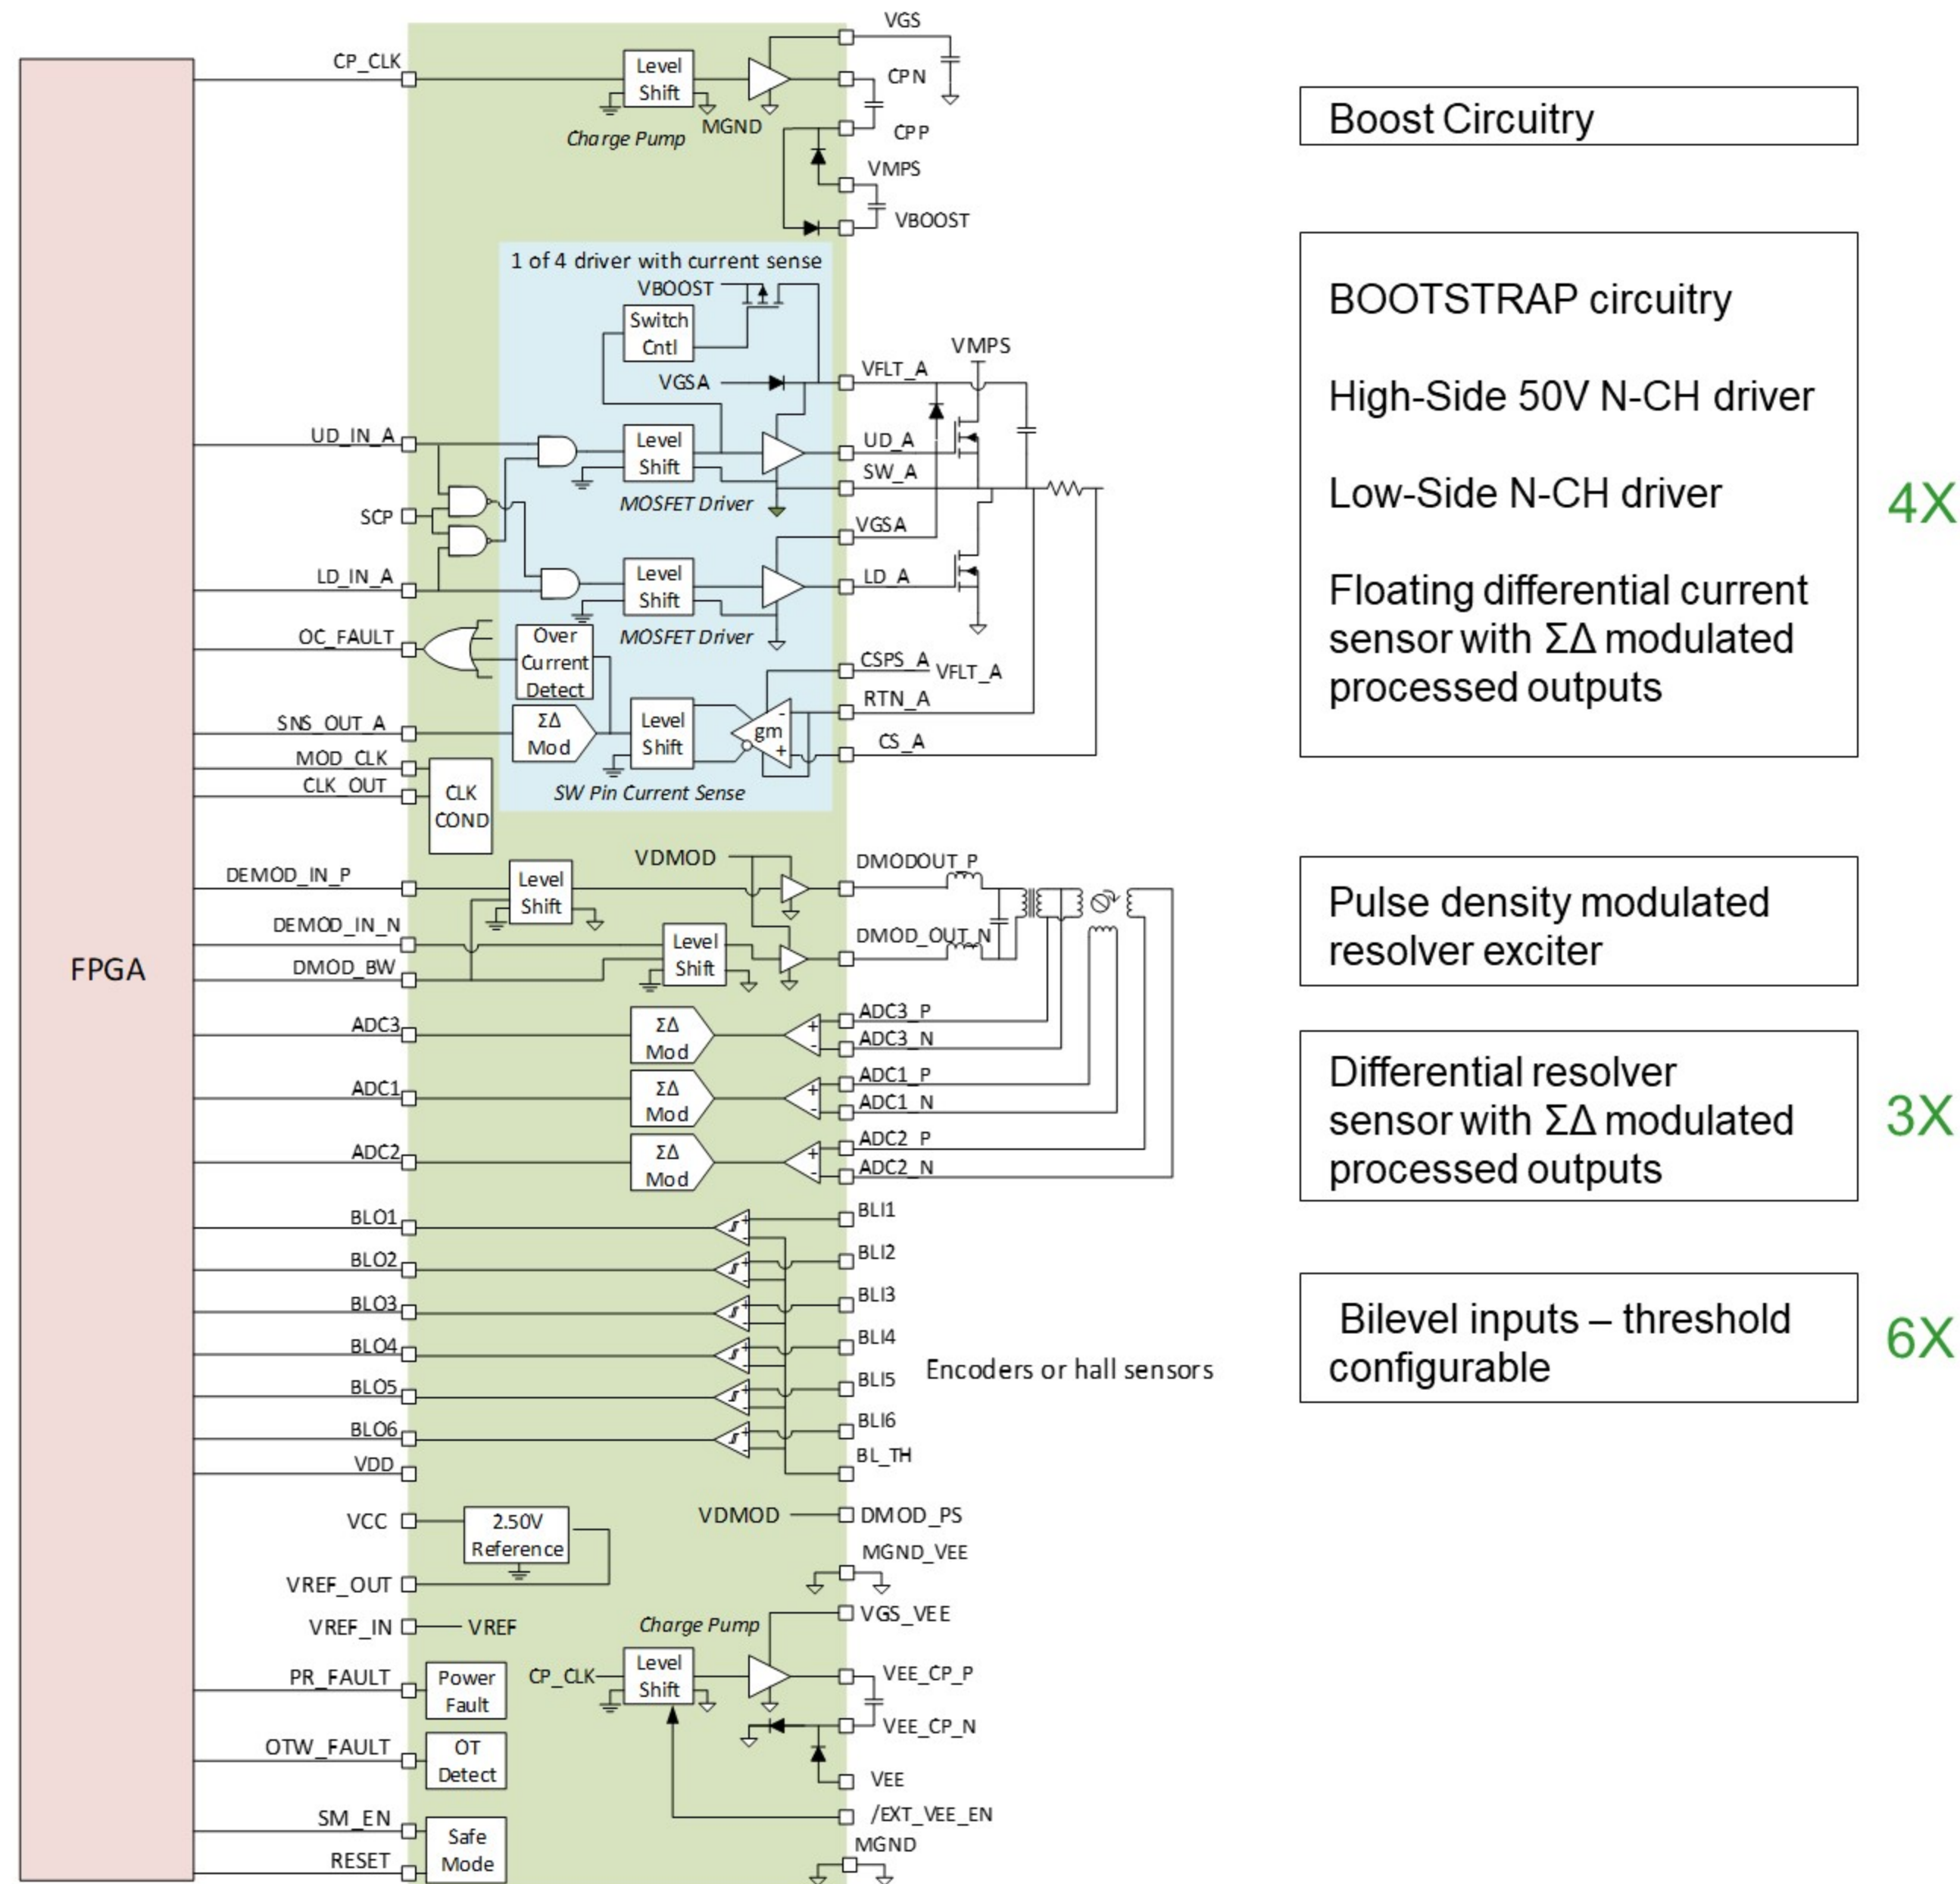 FPGA
CP_CLK
Level
Shift
Charge Pump
MGND
VGS
CPN
CPP
VMPS
VBOOST
1 of 4 driver with current sense
VBOOST
Switch
Cntl
VGSA
VFLT_A
VMPS
UD_IN_A
Level
Shift
MOSFET Driver
UD_A
SW_A
SCP
VGSA
LD_IN_A
Level
Shift
MOSFET Driver
LD_A
OC_FAULT
Over
Current
Detect
CSPS_A
VFLT_A
RTN_A
SNS_OUT_A
ΣΔ
Mod
Level
Shift
-
gm
+
CS_A
SW Pin Current Sense
MOD_CLK
CLK_OUT
CLK
COND
VDMOD
DMODOUT_P
DEMOD_IN_P
Level
Shift
DEMOD_IN_N
Level
Shift
DMOD_OUT_N
DMOD_BW
ADC3
ΣΔ
Mod
+
-
ADC3_P
ADC3_N
ADC1
ΣΔ
Mod
+
-
ADC1_P
ADC1_N
ADC2
ΣΔ
Mod
+
-
ADC2_P
ADC2_N
BLO1
+
-
BLI1
BLO2
+
-
BLI2
BLO3
+
-
BLI3
BLO4
+
-
BLI4
BLO5
+
-
BLI5
BLO6
+
-
BLI6
Encoders or hall sensors
VDD
BL_TH
VCC
2.50V
Reference
VDMOD
DMOD_PS
MGND_VEE
VREF_OUT
VREF_IN
VREF
Charge Pump
VGS_VEE
PR_FAULT
Power
Fault
CP_CLK
Level
Shift
VEE_CP_P
VEE_CP_N
OTW_FAULT
OT
Detect
VEE
SM_EN
RESET
Safe
Mode
/EXT_VEE_EN
MGND
Boost Circuitry
BOOTSTRAP circuitry
High-Side 50V N-CH driver
Low-Side N-CH driver
Floating differential current
sensor with ΣΔ modulated
processed outputs
4X
Pulse density modulated
resolver exciter
Differential resolver
sensor with ΣΔ modulated
processed outputs
3X
Bilevel inputs – threshold
configurable
6X